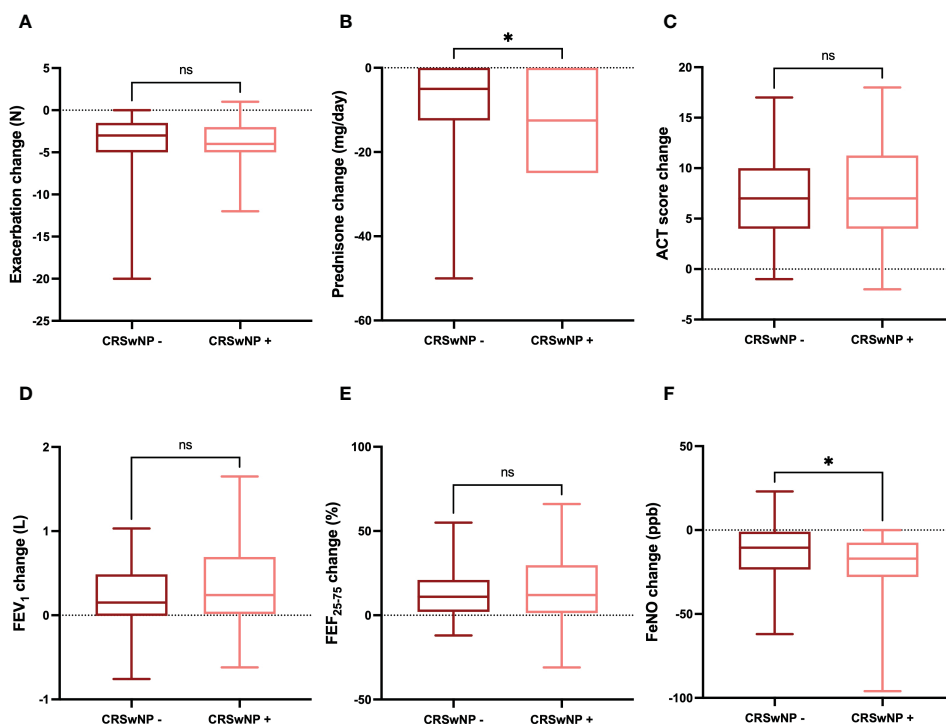 A
ns
Exacerbation change (N)
5
0
-5
-10
-15
-20
-25
CRSwNP -
CRSwNP +
B
*
Prednisone change (mg/day)
0
-20
-40
-60
CRSwNP -
CRSwNP +
C
ns
ACT score change
20
15
10
5
0
-5
CRSwNP -
CRSwNP +
D
ns
FEV₁ change (L)
2
1
0
-1
CRSwNP -
CRSwNP +
E
ns
FEF₂₅₋₇₅ change (%)
100
50
0
-50
CRSwNP -
CRSwNP +
F
*
FeNO change (ppb)
50
0
-50
-100
CRSwNP -
CRSwNP +